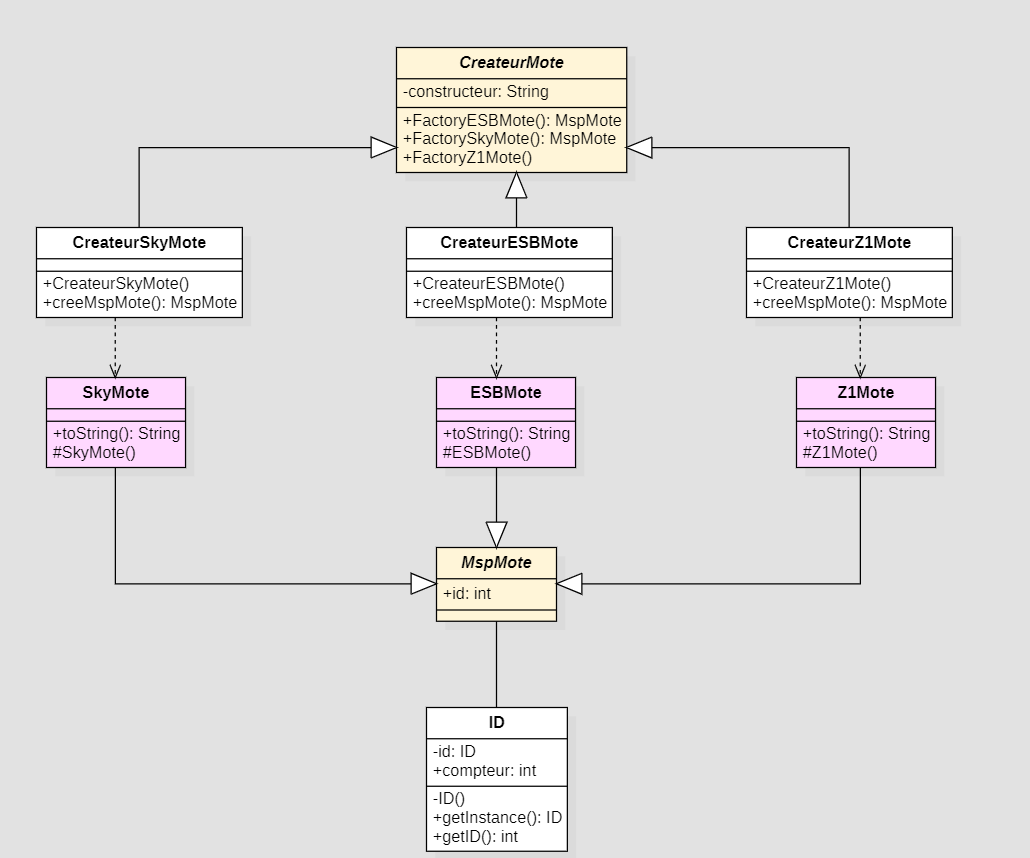 CreateurMote
-constructeur: String
+FactoryESBMote(): MspMote
+FactorySkyMote(): MspMote
+FactoryZ1Mote()
CreateurSkyMote
+CreateurSkyMote()
+creeMspMote(): MspMote
CreateurESBMote
+CreateurESBMote()
+creeMspMote(): MspMote
CreateurZ1Mote
+CreateurZ1Mote()
+creeMspMote(): MspMote
SkyMote
+toString(): String
#SkyMote()
ESBMote
+toString(): String
#ESBMote()
Z1Mote
+toString(): String
#Z1Mote()
MspMote
+id: int
ID
-id: ID
+compteur: int
-ID()
+getInstance(): ID
+getID(): int